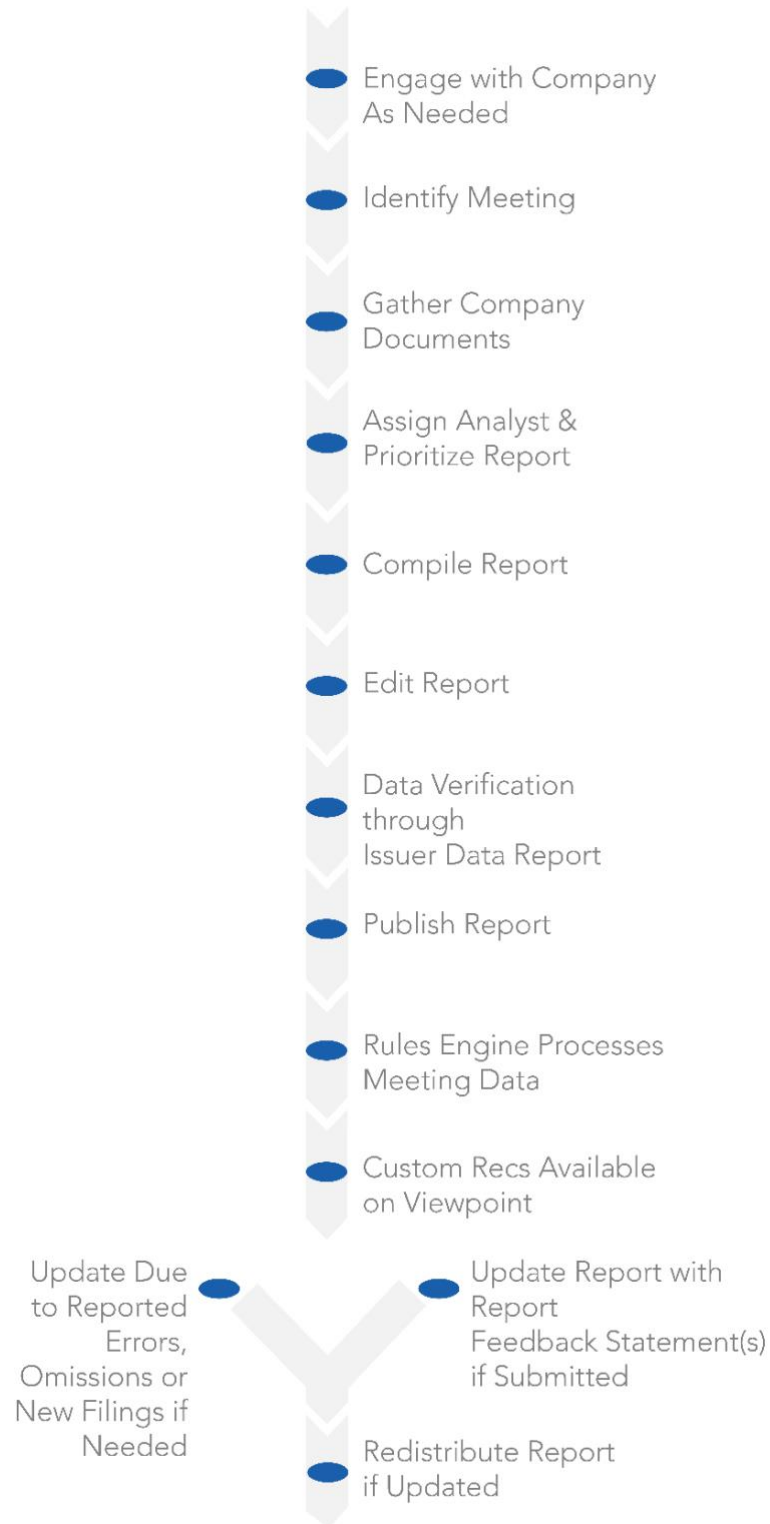 Engage with Company
As Needed
Identify Meeting
Gather Company
Documents
Assign Analyst &
Prioritize Report
Compile Report
Edit Report
Data Verification
through
Issuer Data Report
Publish Report
Rules Engine Processes
Meeting Data
Custom Recs Available
on Viewpoint
Update Due
to Reported
Errors,
Omissions or
New Filings if
Needed
Update Report with
Report
Feedback Statement(s)
if Submitted
Redistribute Report
if Updated